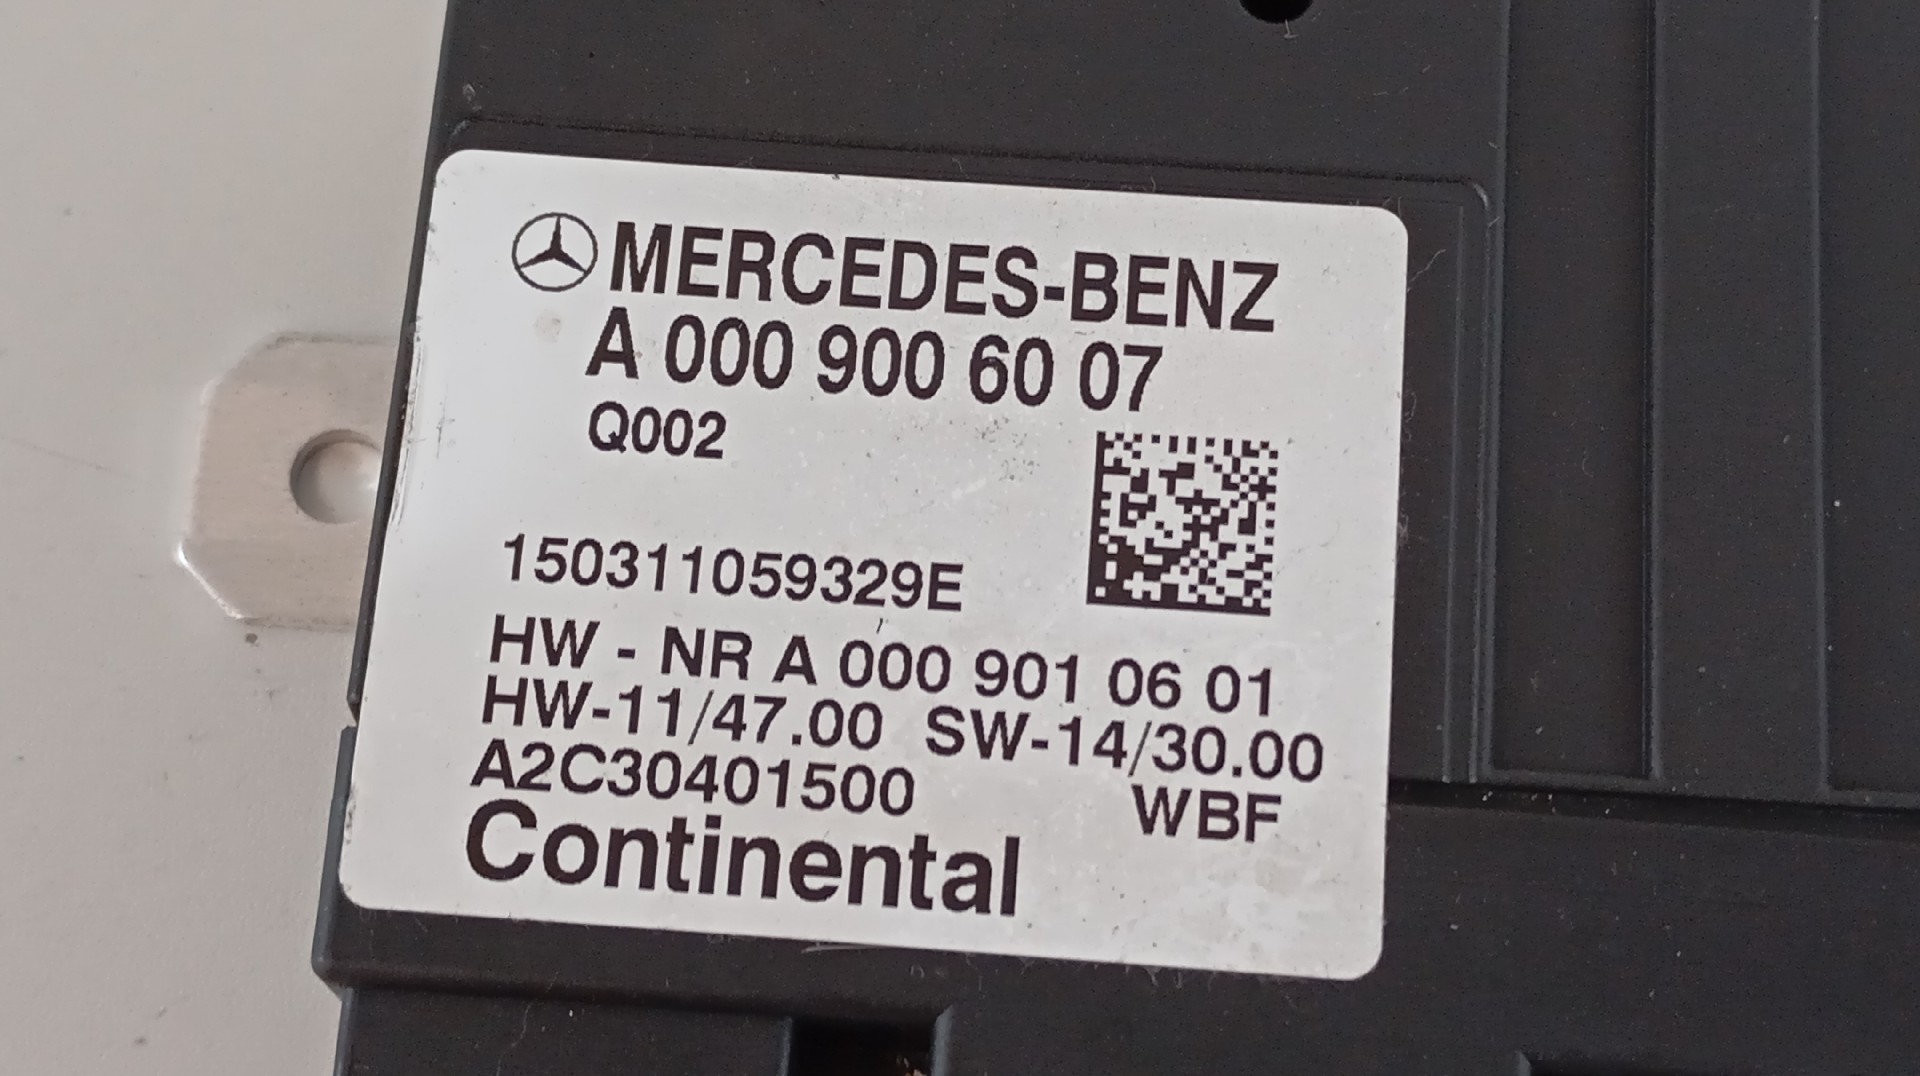 MERCEDES-BENZ
A 000 900 60 07
Q002
150311059329E
HW - NR A 000 901 06 01
HW-11/47.00 SW-14/30.00
A2C30401500 WBF
Continental